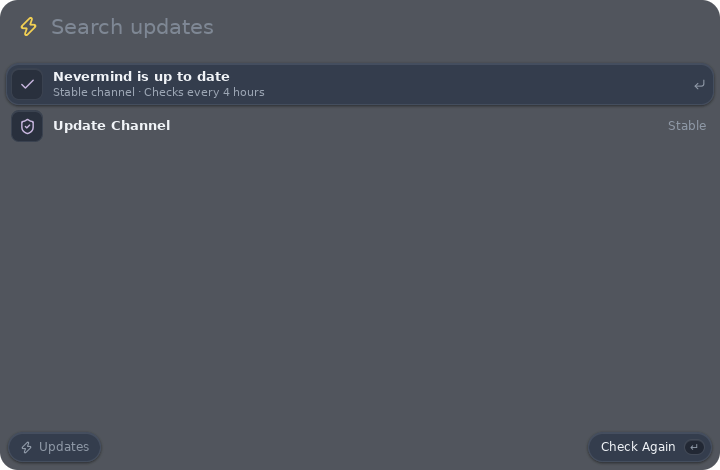 Search updates
Nevermind is up to date
Stable channel · Checks every 4 hours
Update Channel
Stable
Updates
Check Again